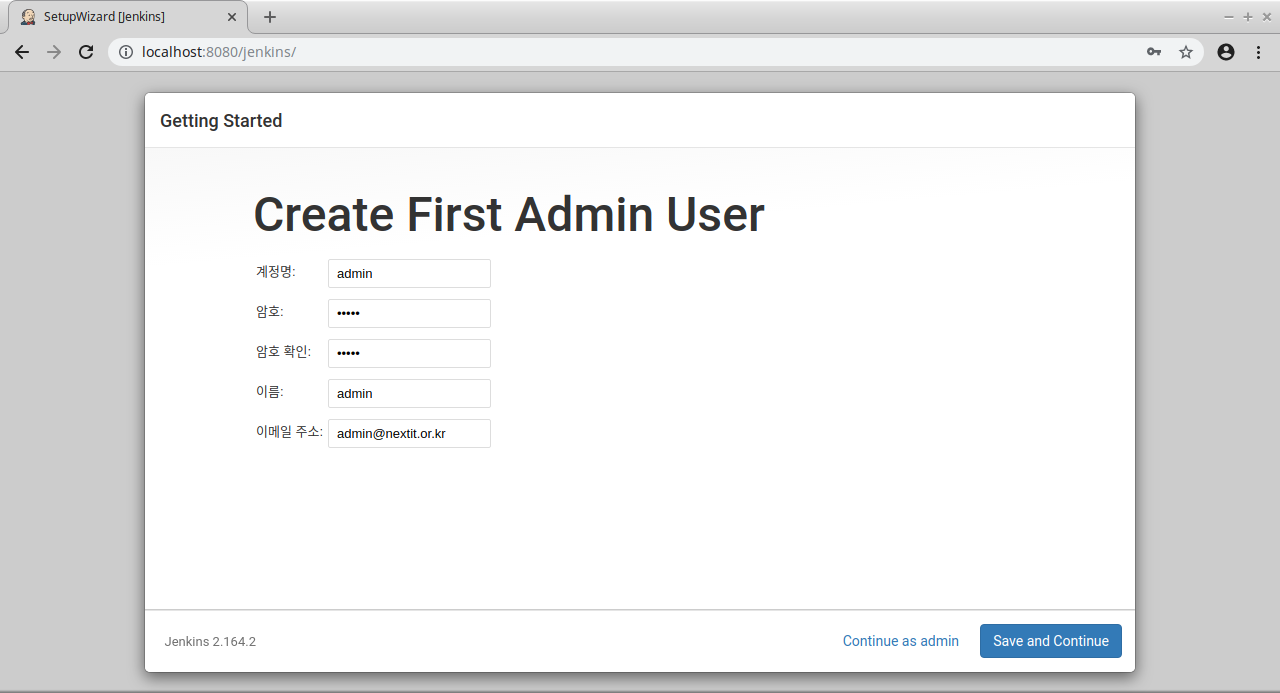 SetupWizard [Jenkins]
localhost:8080/jenkins/
Getting Started
Create First Admin User
계정명: admin
암호: •••••
암호 확인: •••••
이름: admin
이메일 주소: admin@nextit.or.kr
Jenkins 2.164.2 Continue as admin Save and Continue